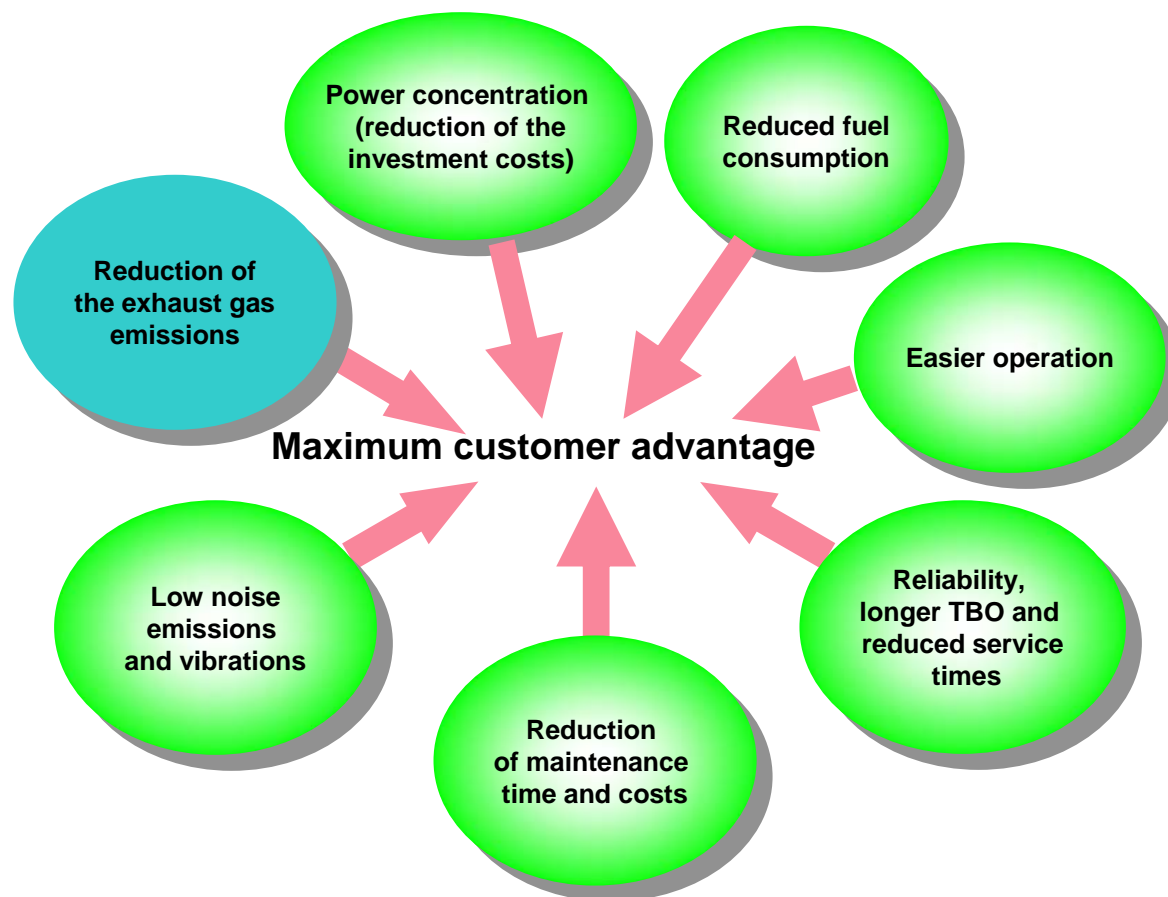 Power concentration
(reduction of the
investment costs)
Reduced fuel
consumption
Reduction of
the exhaust gas
emissions
Easier operation
Maximum customer advantage
Low noise
emissions
and vibrations
Reliability,
longer TBO and
reduced service
times
Reduction
of maintenance
time and costs